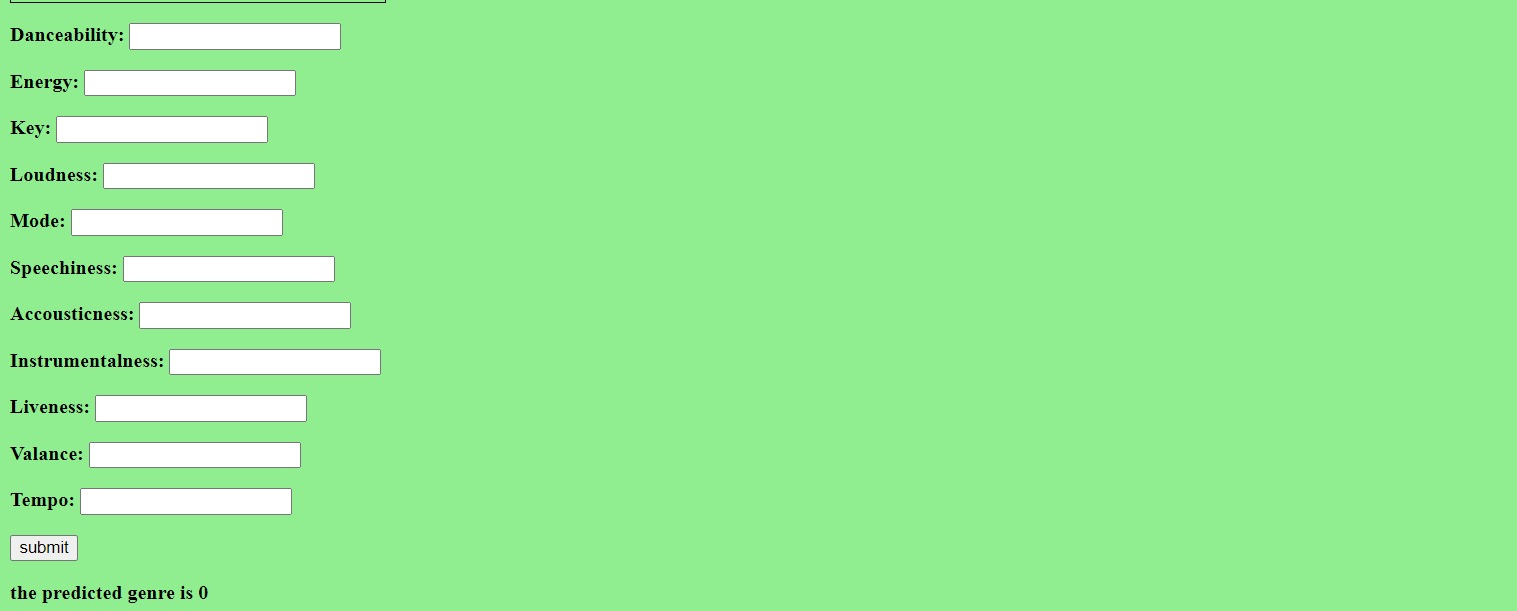 Danceability:
Energy:
Key:
Loudness:
Mode:
Speechiness:
Accousticness:
Instrumentalness:
Liveness:
Valance:
Tempo:
submit
the predicted genre is 0